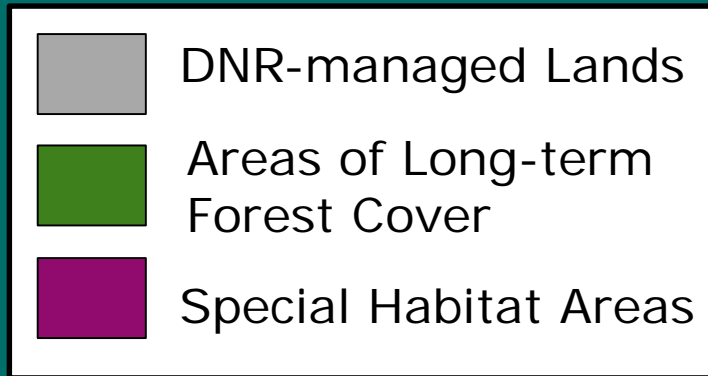 DNR-managed Lands
Areas of Long-term
Forest Cover
Special Habitat Areas